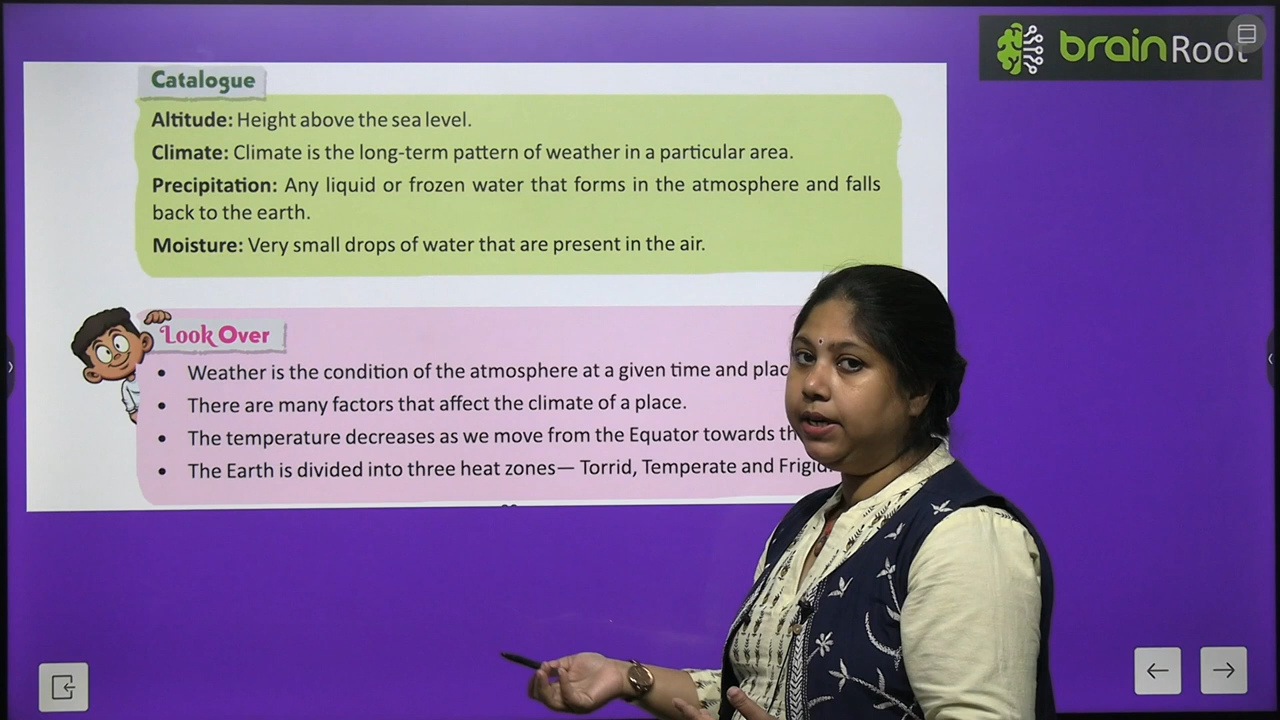 brainRoot
Catalogue
Altitude: Height above the sea level.
Climate: Climate is the long-term pattern of weather in a particular area.
Precipitation: Any liquid or frozen water that forms in the atmosphere and falls
back to the earth.
Moisture: Very small drops of water that are present in the air.
Look Over
• Weather is the condition of the atmosphere at a given time and
• There are many factors that affect the climate of a place.
• The temperature decreases as we move from the Equator towards
• The Earth is divided into three heat zones— Torrid, Temperate and Frigid.